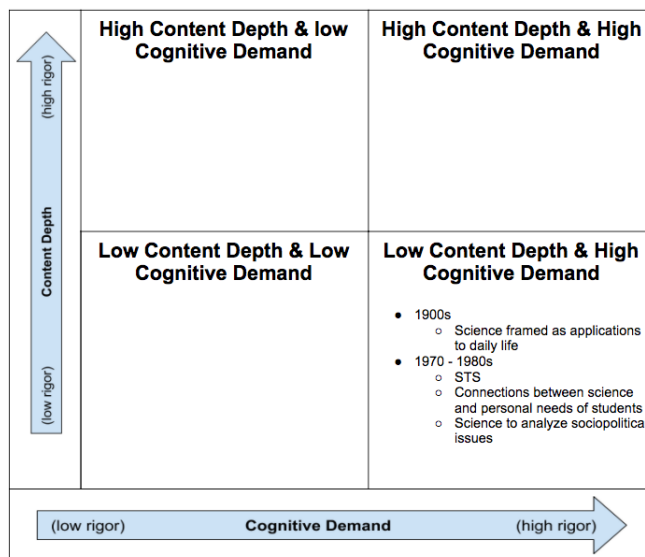 High Content Depth & low
Cognitive Demand
High Content Depth & High
Cognitive Demand
(high rigor)
Content Depth
(low rigor)
Low Content Depth & Low
Cognitive Demand
Low Content Depth & High
Cognitive Demand
● 1900s
○ Science framed as applications
to daily life
● 1970 - 1980s
○ STS
○ Connections between science
and personal needs of students
○ Science to analyze sociopolitica
issues
(low rigor) Cognitive Demand (high rigor)